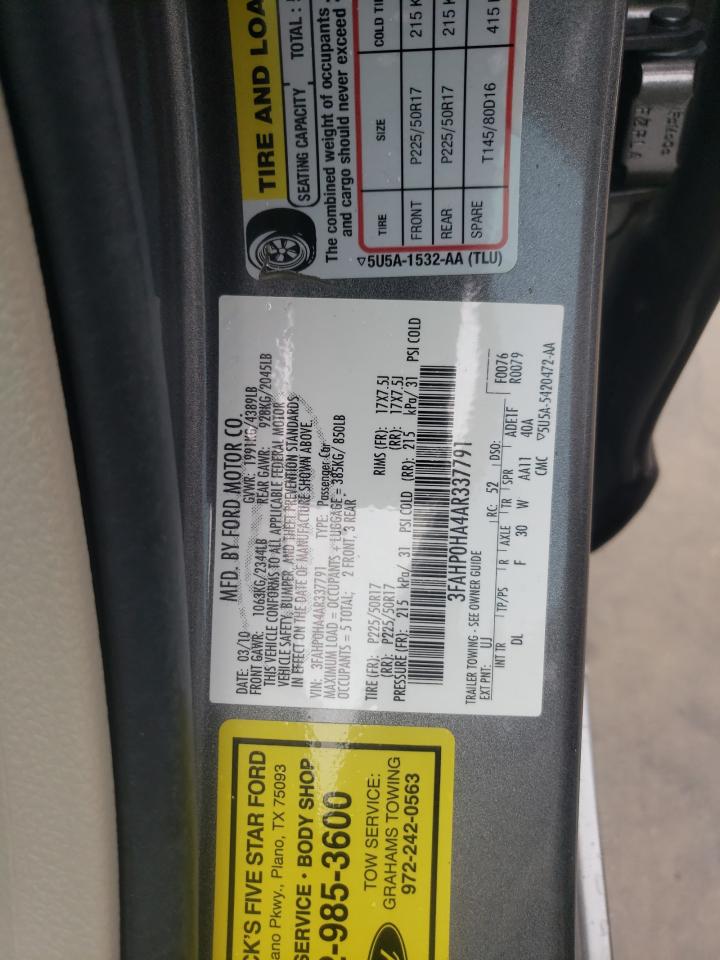 TIRE AND LOA
SEATING CAPACITY TOTAL :
The combined weight of occupants
and cargo should never exceed
TIRE SIZE COLD TI
FRONT P225/50R17 215 K
REAR P225/50R17 215 K
SPARE T145/80D16 415
▽5U5A-1532-AA (TLU)
MFD. BY FORD MOTOR CO.
DATE: 03/10 GVWR: 1991KG/4389LB
FRONT GAWR: 1063KG/2344LB REAR GAWR: 928KG/2045LB
THIS VEHICLE CONFORMS TO ALL APPLICABLE FEDERAL MOTOR
VEHICLE SAFETY, BUMPER, AND THEFT PREVENTION STANDARDS
IN EFFECT ON THE DATE OF MANUFACTURE SHOWN ABOVE.
VIN: 3FAHP0HA4AR337791 TYPE: Passenger Car
MAXIMUM LOAD = OCCUPANTS + LUGGAGE = 385KG/ 850LB
OCCUPANTS = 5 TOTAL; 2 FRONT, 3 REAR
TIRE (FR): P225/50R17 RIMS (FR): 17X7.5J
(RR): P225/50R17 (RR): 17X7.5J
PRESSURE (FR): 215 kPa/ 31 PSI COLD (RR): 215 kPa/ 31 PSI COLD
3FAHP0HA4AR337791
TRAILER TOWING - SEE OWNER GUIDE F0076
EXT PNT: UJ RC: 52 DSO: R0079
INT TR TP/PS R AXLE TR SPR ADE1F
DL F 30 W AA11 40A
CMC ▽5U5A-5420472-AA
CK'S FIVE STAR FORD
ano Pkwy., Plano, TX 75093
SERVICE • BODY SHOP
2-985-3600
TOW SERVICE:
GRAHAMS TOWING
972-242-0563